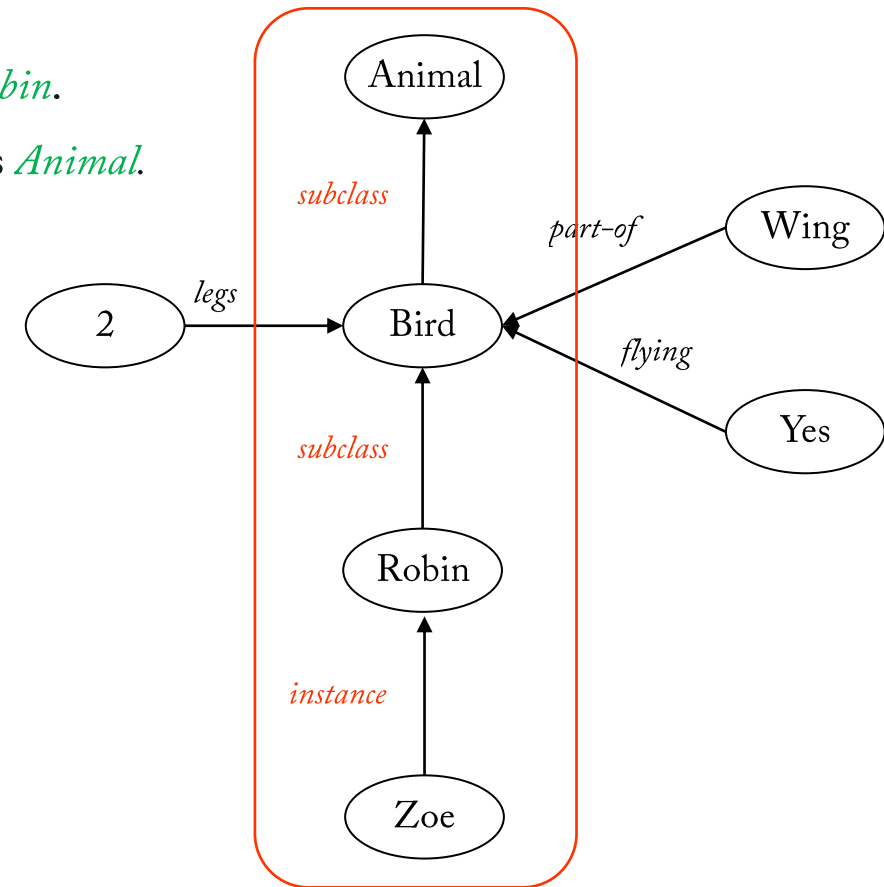 Animal
bin.
s Animal.
subclass
part-of
Wing
legs
2
Bird
flying
Yes
subclass
Robin
instance
Zoe